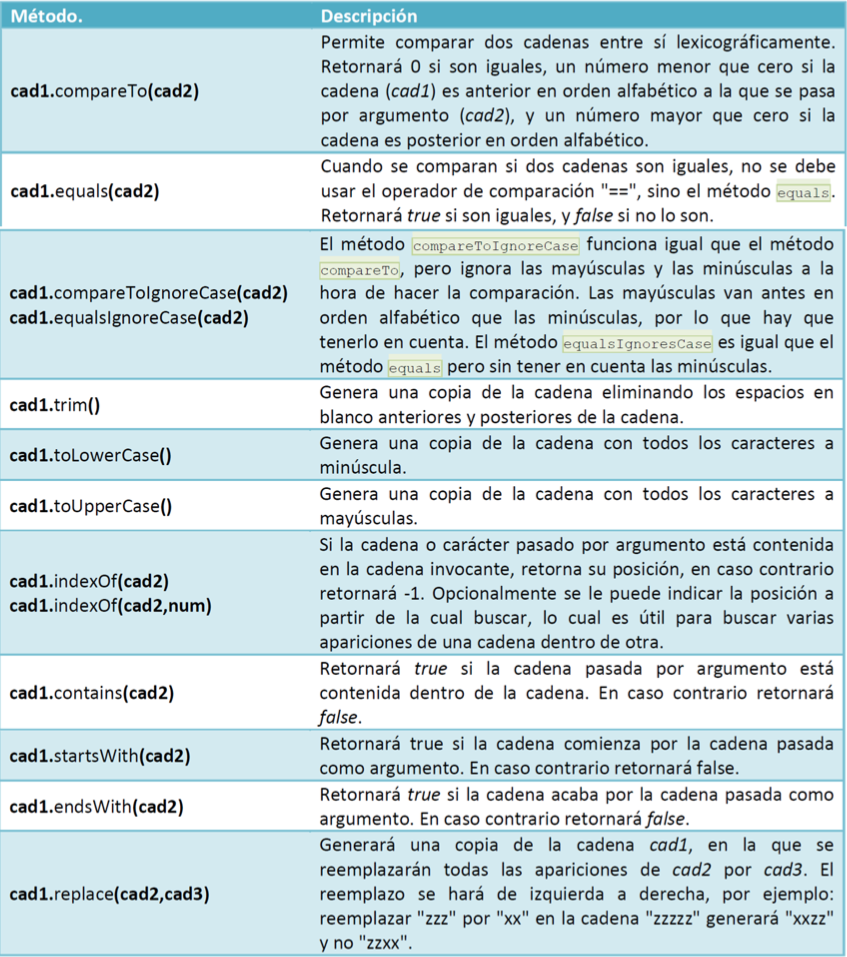 Método.
Descripción
cad1.compareTo(cad2)
Permite comparar dos cadenas entre sí lexicográficamente.
Retornará 0 si son iguales, un número menor que cero si la
cadena (cad1) es anterior en orden alfabético a la que se pasa
por argumento (cad2), y un número mayor que cero si la
cadena es posterior en orden alfabético.
cad1.equals(cad2)
Cuando se comparan si dos cadenas son iguales, no se debe
usar el operador de comparación "==", sino el método equals.
Retornará true si son iguales, y false si no lo son.
cad1.compareToIgnoreCase(cad2)
cad1.equalsIgnoreCase(cad2)
El método compareToIgnoreCase funciona igual que el método
compareTo, pero ignora las mayúsculas y las minúsculas a la
hora de hacer la comparación. Las mayúsculas van antes en
orden alfabético que las minúsculas, por lo que hay que
tenerlo en cuenta. El método equalsIgnoresCase es igual que el
método equals pero sin tener en cuenta las minúsculas.
cad1.trim()
Genera una copia de la cadena eliminando los espacios en
blanco anteriores y posteriores de la cadena.
cad1.toLowerCase()
Genera una copia de la cadena con todos los caracteres a
minúscula.
cad1.toUpperCase()
Genera una copia de la cadena con todos los caracteres a
mayúsculas.
cad1.indexOf(cad2)
cad1.indexOf(cad2,num)
Si la cadena o carácter pasado por argumento está contenida
en la cadena invocante, retorna su posición, en caso contrario
retornará -1. Opcionalmente se le puede indicar la posición a
partir de la cual buscar, lo cual es útil para buscar varias
apariciones de una cadena dentro de otra.
cad1.contains(cad2)
Retornará true si la cadena pasada por argumento está
contenida dentro de la cadena. En caso contrario retornará
false.
cad1.startsWith(cad2)
Retornará true si la cadena comienza por la cadena pasada
como argumento. En caso contrario retornará false.
cad1.endsWith(cad2)
Retornará true si la cadena acaba por la cadena pasada como
argumento. En caso contrario retornará false.
cad1.replace(cad2,cad3)
Generará una copia de la cadena cad1, en la que se
reemplazarán todas las apariciones de cad2 por cad3. El
reemplazo se hará de izquierda a derecha, por ejemplo:
reemplazar "zzz" por "xx" en la cadena "zzzzz" generará "xxzz"
y no "zzxx".